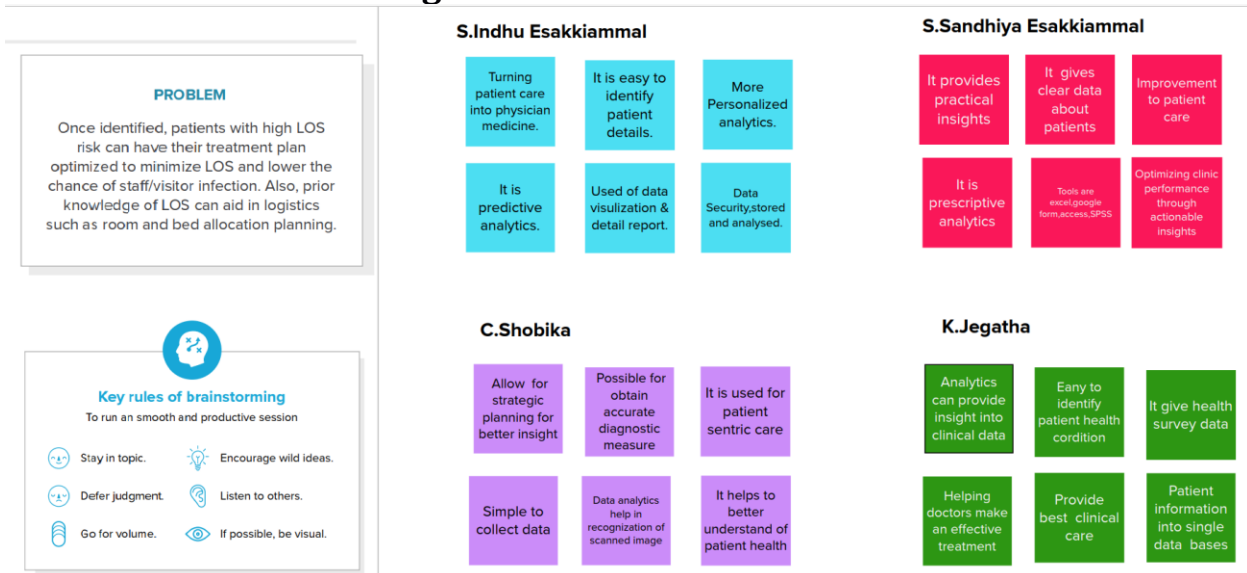 S.Indhu Esakkiammal
S.Sandhiya Esakkiammal
PROBLEM
Once identified, patients with high LOS
risk can have their treatment plan
optimized to minimize LOS and lower the
chance of staff/visitor infection. Also, prior
knowledge of LOS can aid in logistics
such as room and bed allocation planning.
Turning
patient care
into physician
medicine.
It is easy to
identify
patient
details.
More
Personalized
analytics.
It is
predictive
analytics.
Used of data
visulization &
detail report.
Data
Security,stored
and analysed.
It provides
practical
insights
It gives
clear data
about
patients
Improvement
to patient
care
It is
prescriptive
analytics
Tools are
excel,google
form,access,SPSS
Optimizing clinic
performance
through
actionable
insights
Key rules of brainstorming
To run an smooth and productive session
Stay in topic.
Encourage wild ideas.
Defer judgment.
Listen to others.
Go for volume.
If possible, be visual.
C.Shobika
Allow for
strategic
planning for
better insight
Possible for
obtain
accurate
diagnostic
measure
It is used for
patient
sentric care
Simple to
collect data
Data analytics
help in
recognization of
scanned image
It helps to
better
understand of
patient health
K.Jegatha
Analytics
can provide
insight into
clinical data
Eany to
identify
patient health
cordition
It give health
survey data
Helping
doctors make
an effective
treatment
Provide
best clinical
care
Patient
information
into single
data bases